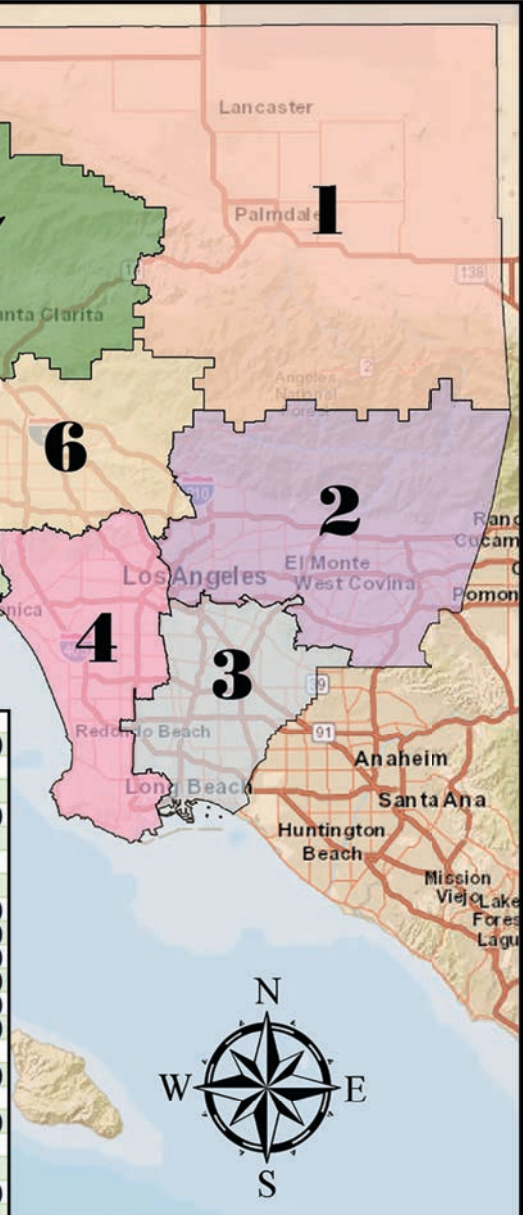 Lancaster
1
Palmdale
138
anta Clarita
2
Angeles
National
Forest
6
210
2
Ranc
Cucam
El Monte
Los Angeles
West Covina
Pomon
nica
4
3
39
91
Redondo Beach
Anaheim
Long Beach
Santa Ana
Huntington
Beach
Mission
Viejo
Lake
Fores
Lagu
N
W
E
S